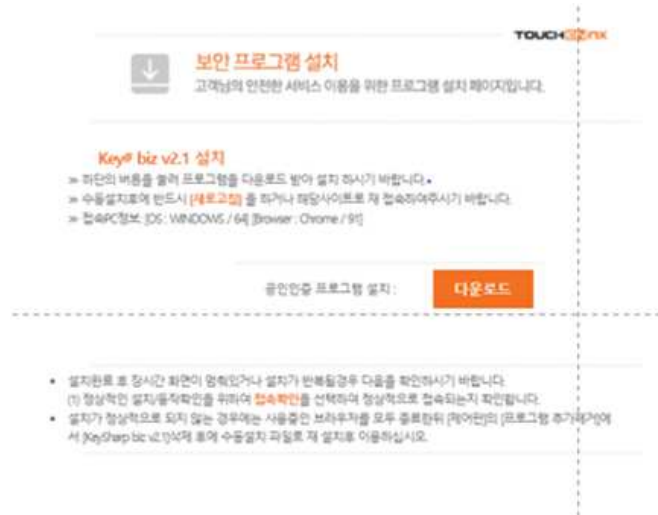 TOUCHEN nx
보안 프로그램 설치
고객님의 안전한 서비스 이용을 위한 프로그램 설치 페이지입니다.
Key# biz v2.1 설치
≫ 하단의 버튼을 눌러 프로그램을 다운로드 받아 설치 하시기 바랍니다.
≫ 수동설치후에 반드시 [새로고침] 을 하거나 해당사이트로 재 접속하여주시기 바랍니다.
≫ 접속PC정보: [OS : WINDOWS / 64] [Browser : Chrome / 91]
공인인증 프로그램 설치 :
다운로드
• 설치완료 후 장시간 화면이 멈춰있거나 설치가 반복될경우 다음을 확인하시기 바랍니다.
(1) 정상적인 설치/동작확인을 위하여 접속확인을 선택하여 정상적으로 접속되는지 확인합니다.
• 설치가 정상적으로 되지 않는 경우에는 사용중인 브라우저를 모두 종료한뒤 [제어판]의 [프로그램 추가/제거]에
서 [KeySharp biz v2.1]삭제 후에 수동설치 파일로 재 설치후 이용하십시오.